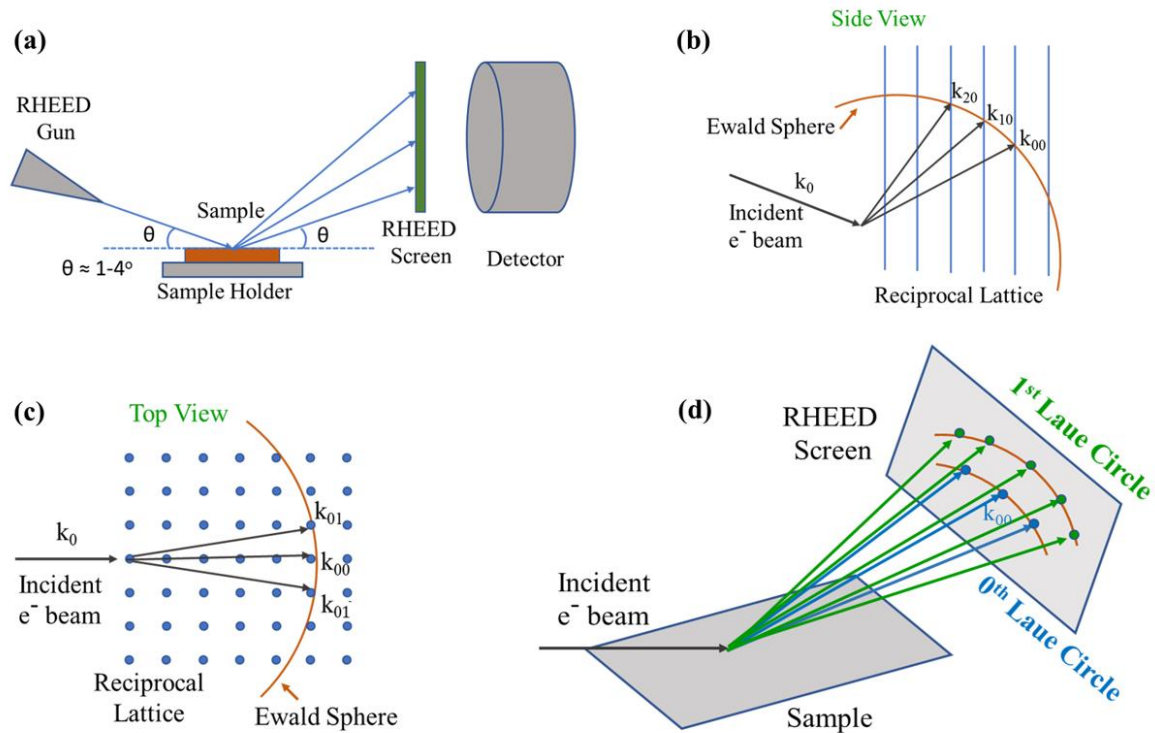 (a)
RHEED
Gun
Sample
θ
θ
θ ≈ 1-4°
Sample Holder
RHEED
Screen
Detector
(b)
Side View
Ewald Sphere
k20
k10
k00
k0
Incident
e⁻ beam
Reciprocal Lattice
(c)
Top View
k0
Incident
e⁻ beam
k01
k00
k01̄
Reciprocal
Lattice
Ewald Sphere
(d)
RHEED
Screen
1st Laue Circle
k00
0th Laue Circle
Incident
e⁻ beam
Sample